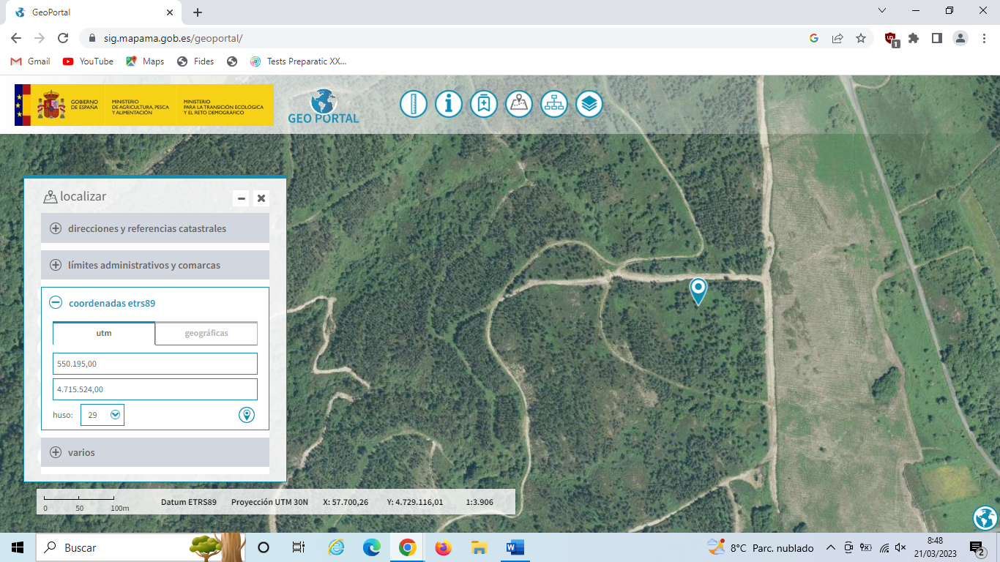 GeoPortal
sig.mapama.gob.es/geoportal/
1
Gmail
YouTube
Maps
Fides
Tests Preparatic XX...
GOBIERNO
DE ESPAÑA
MINISTERIO
DE AGRICULTURA, PESCA
Y ALIMENTACIÓN
MINISTERIO
PARA LA TRANSICIÓN ECOLÓGICA
Y EL RETO DEMOGRÁFICO
GEO PORTAL
localizar
direcciones y referencias catastrales
límites administrativos y comarcas
coordenadas etrs89
utm
geográficas
550.195,00
4.715.524,00
huso:
29
varios
0 50 100m
Datum ETRS89 Proyección UTM 30N X: 57.700,26 Y: 4.729.116,01 1:3.906
Buscar
8°C Parc. nublado
8:48
21/03/2023
2